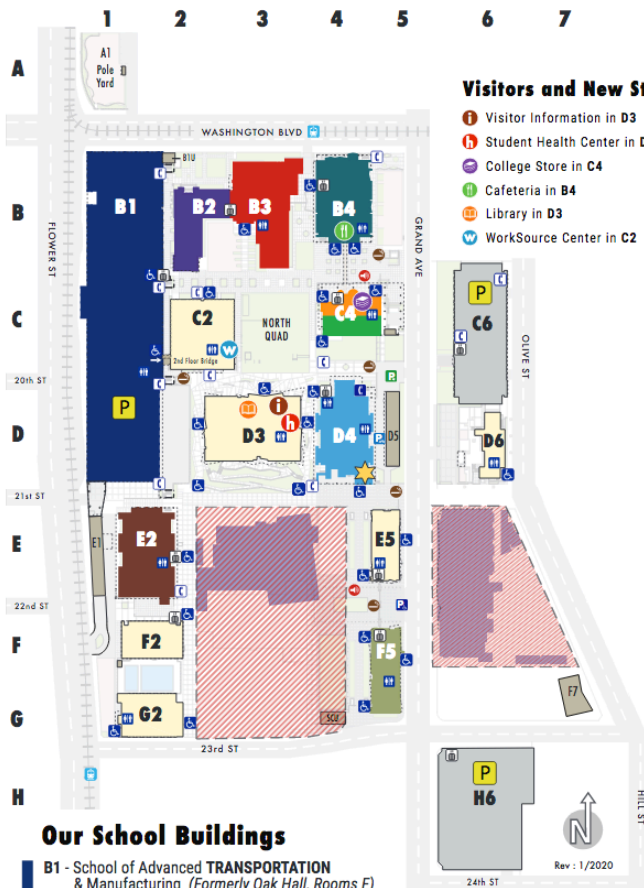 1 2 3 4 5 6 7
A
A1
Pole
Yard
Visitors and New St
i Visitor Information in D3
h Student Health Center in D
College Store in C4
Cafeteria in B4
Library in D3
W WorkSource Center in C2
WASHINGTON BLVD
B1U
B
B1
B2
B3
B4
FLOWER ST
GRAND AVE
C
C2
W
2nd Floor Bridge
NORTH
QUAD
C4
P
C6
OLIVE ST
20th ST
D
P
i
h
D3
D4
P
P
D5
D6
21st ST
E
E1
E2
E5
22nd ST
P
F
F2
F5
F7
G
G2
SCU
23rd ST
H
P
H6
HILL ST
N
Rev : 1/2020
24th ST
Our School Buildings
B1 - School of Advanced TRANSPORTATION
& Manufacturing (Formerly Oak Hall, Rooms F)